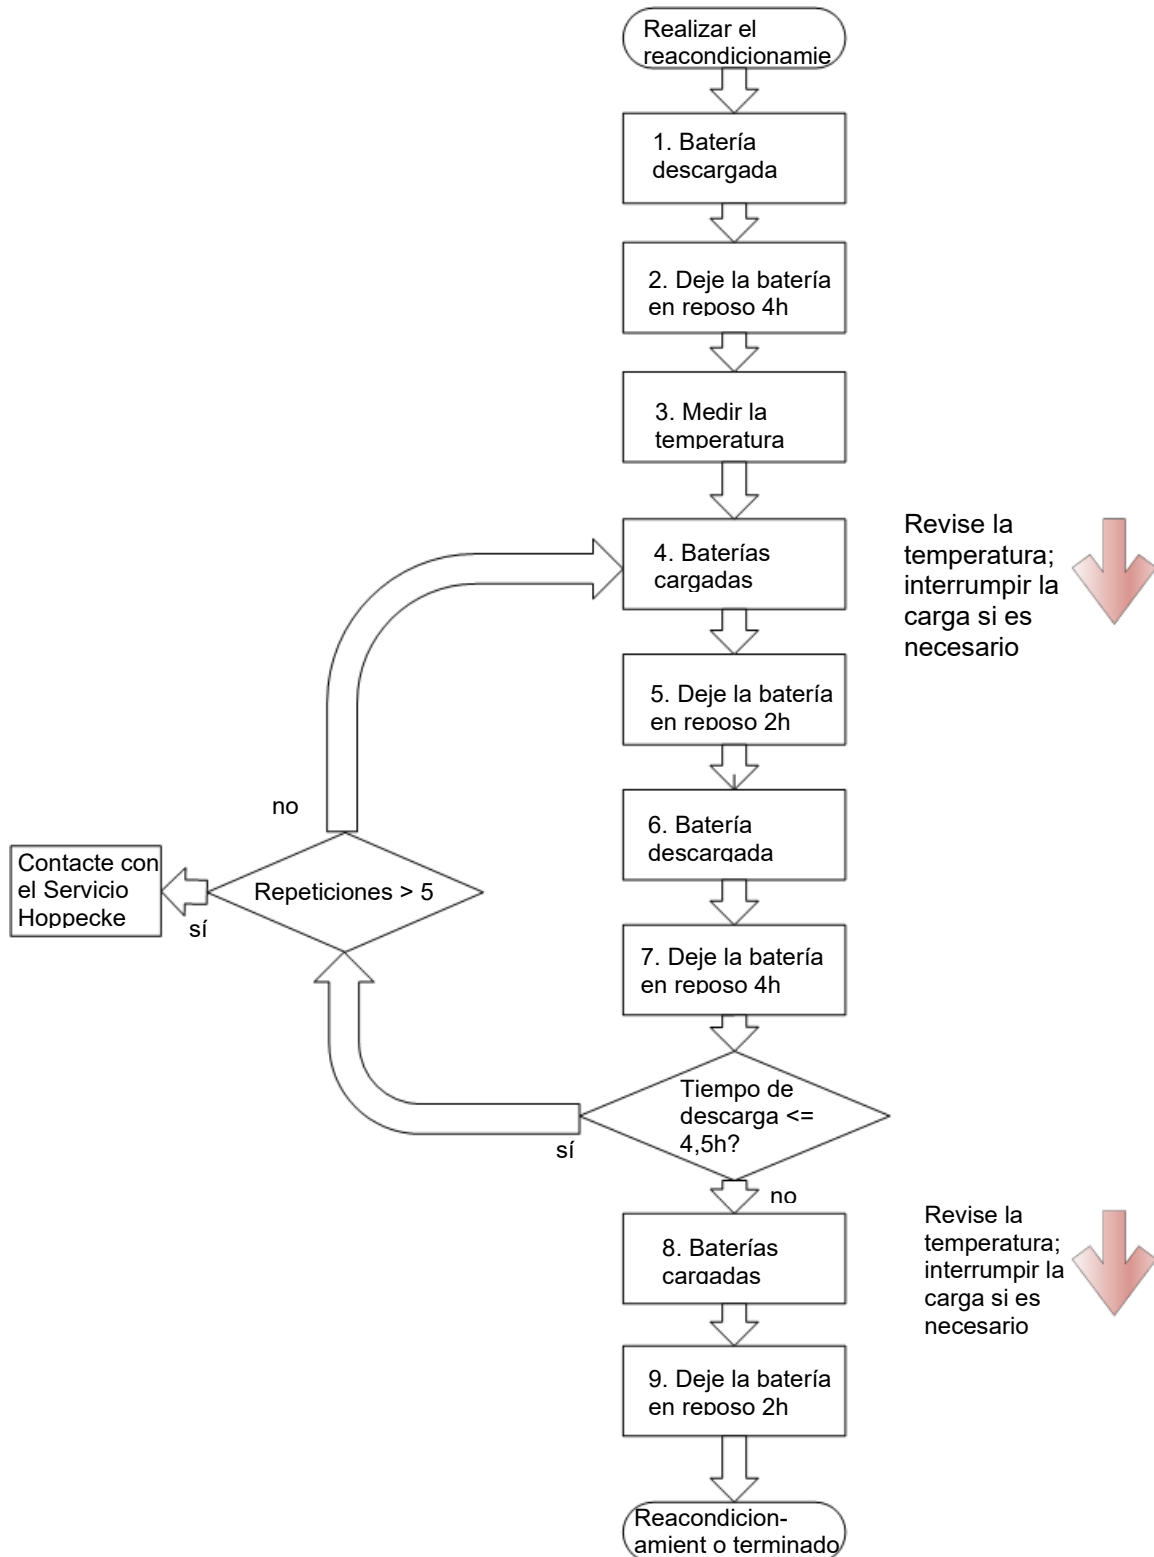 Realizar el
reacondicionamie
1. Batería
descargada
2. Deje la batería
en reposo 4h
3. Medir la
temperatura
4. Baterías
cargadas
Revise la
temperatura;
interrumpir la
carga si es
necesario
5. Deje la batería
en reposo 2h
6. Batería
descargada
no
Contacte con
el Servicio
Hoppecke
sí
Repeticiones > 5
7. Deje la batería
en reposo 4h
Tiempo de
descarga <=
4,5h?
sí
no
8. Baterías
cargadas
Revise la
temperatura;
interrumpir la
carga si es
necesario
9. Deje la batería
en reposo 2h
Reacondicion-
amient o terminado